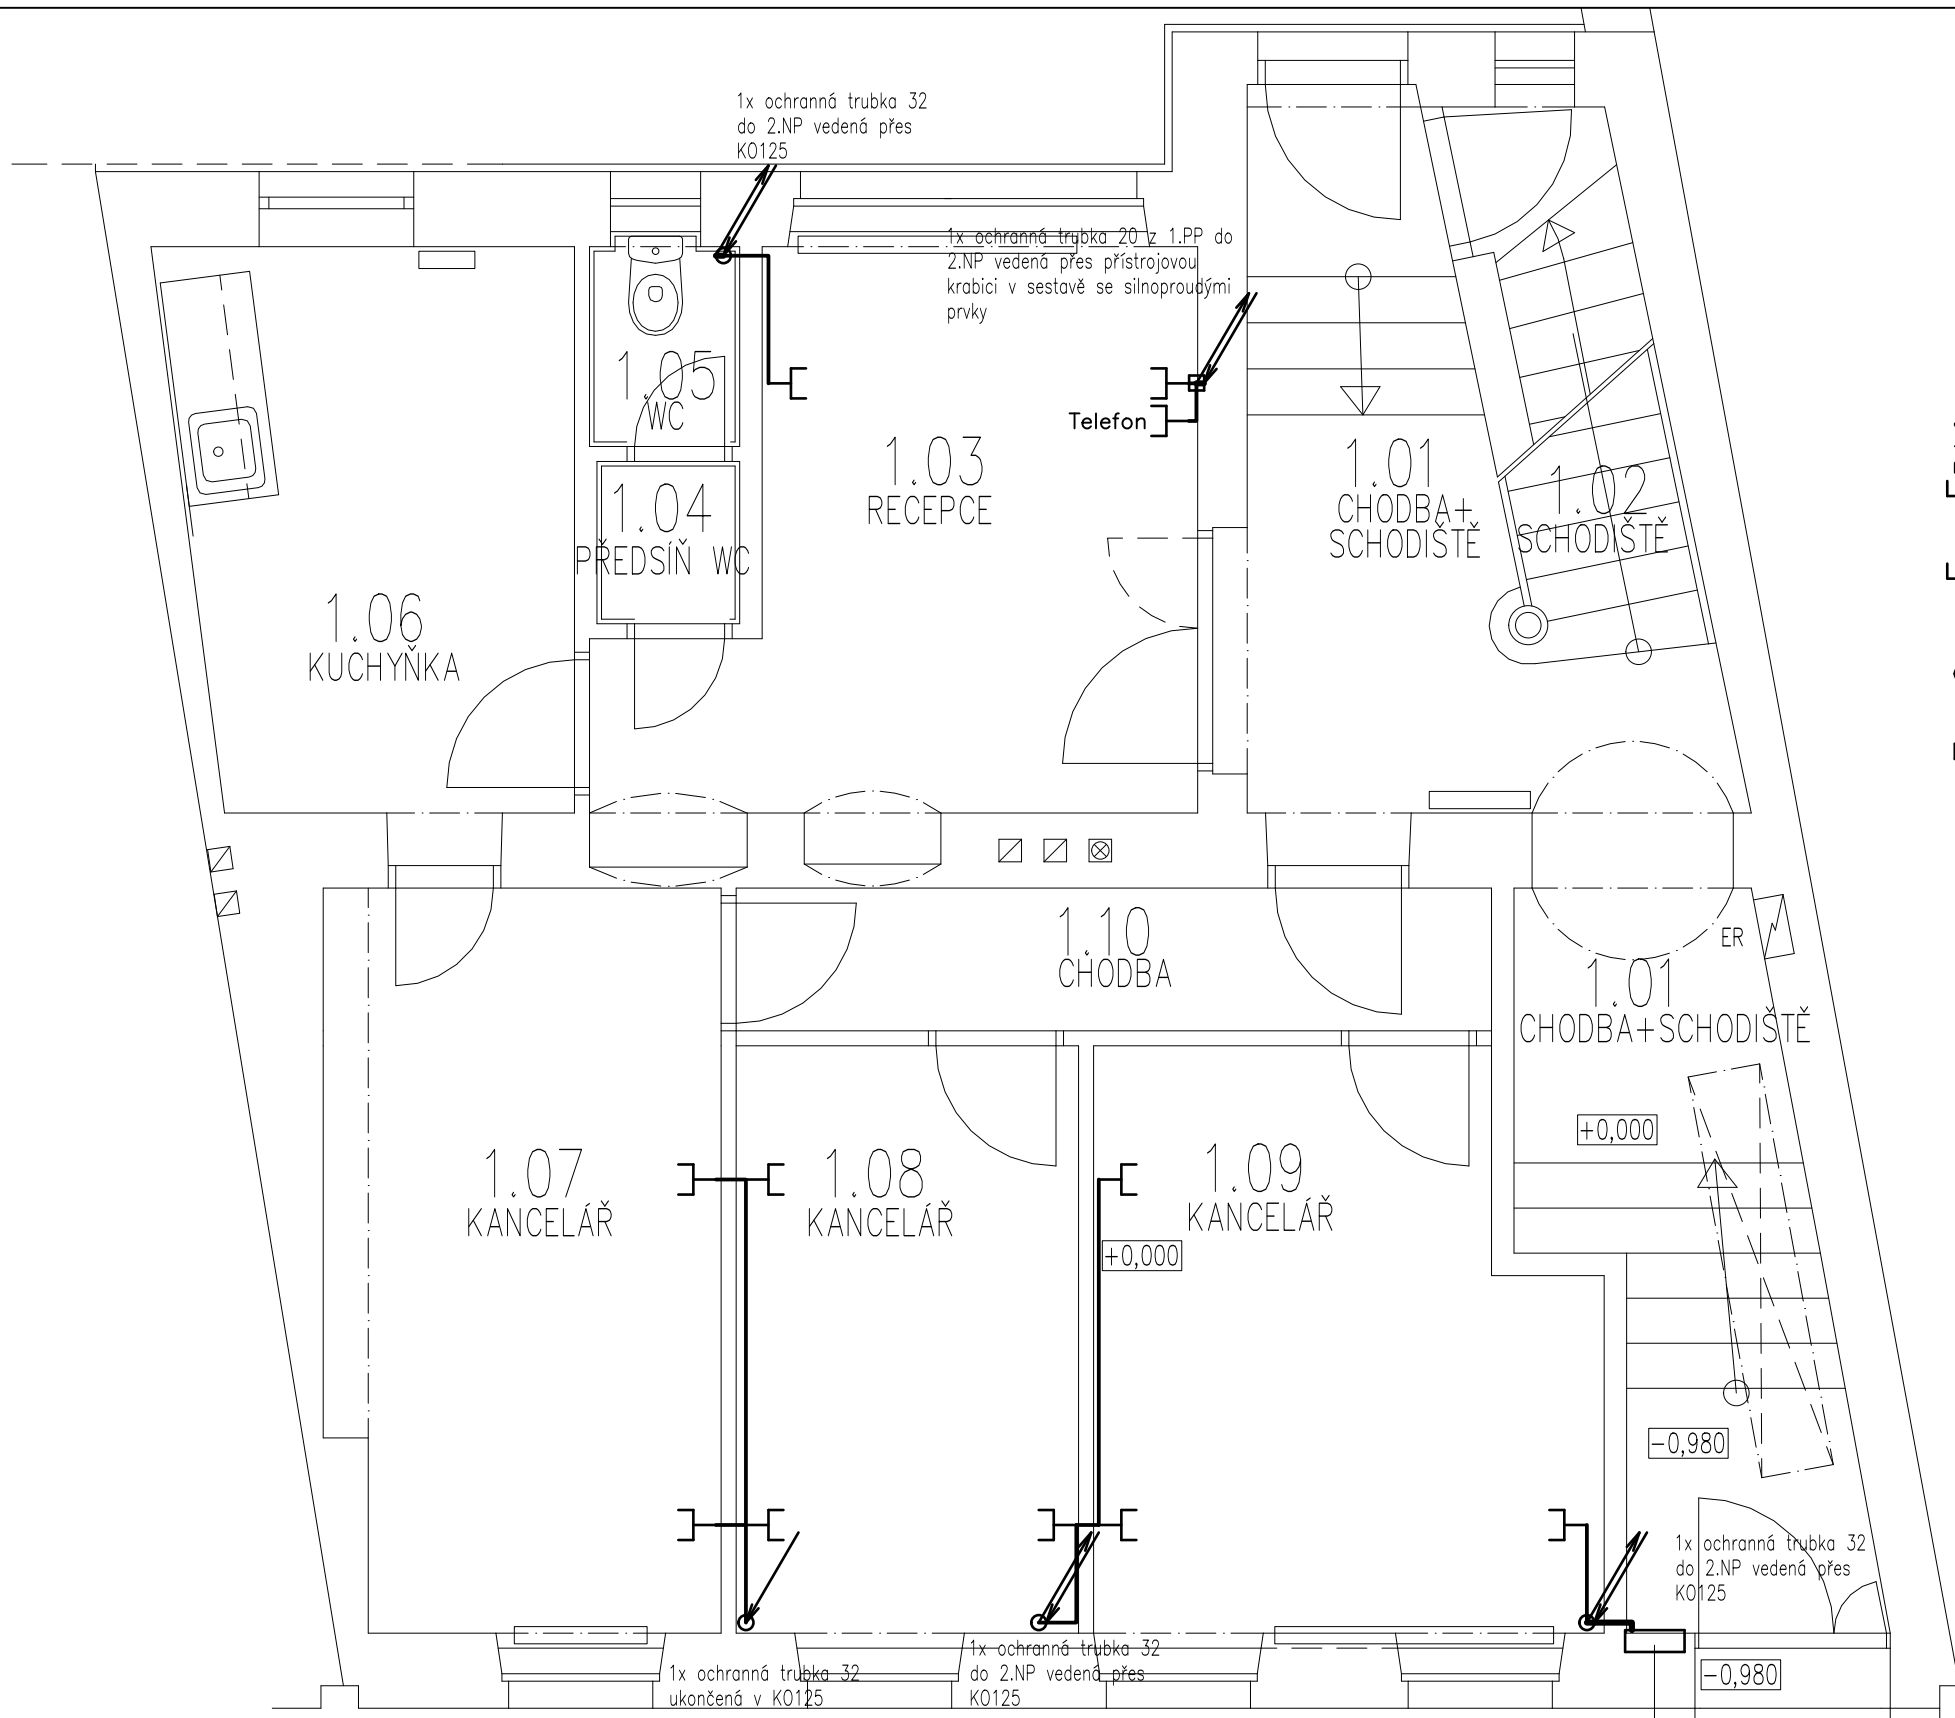 1x ochranná trubka 32
do 2.NP vedená přes
KO125
1x ochranná trubka 20 z 1.PP do
2.NP vedená přes přístrojovou
krabici v sestavě se silnoproudými
prvky
1.05
WC
Telefon
1.03
RECEPCE
1.01
CHODBA+
SCHODIŠTĚ
1.02
SCHODIŠTĚ
1.04
PŘEDSÍŇ WC
1.06
KUCHYŇKA
1.10
CHODBA
ER
1.01
CHODBA+SCHODIŠTĚ
+0,000
1.07
KANCELÁŘ
1.08
KANCELÁŘ
1.09
KANCELÁŘ
+0,000
-0,980
1x ochranná trubka 32
do 2.NP vedená přes
KO125
1x ochranná trubka 32
ukončená v KO125
1x ochranná trubka 32
do 2.NP vedená přes
KO125
-0,980